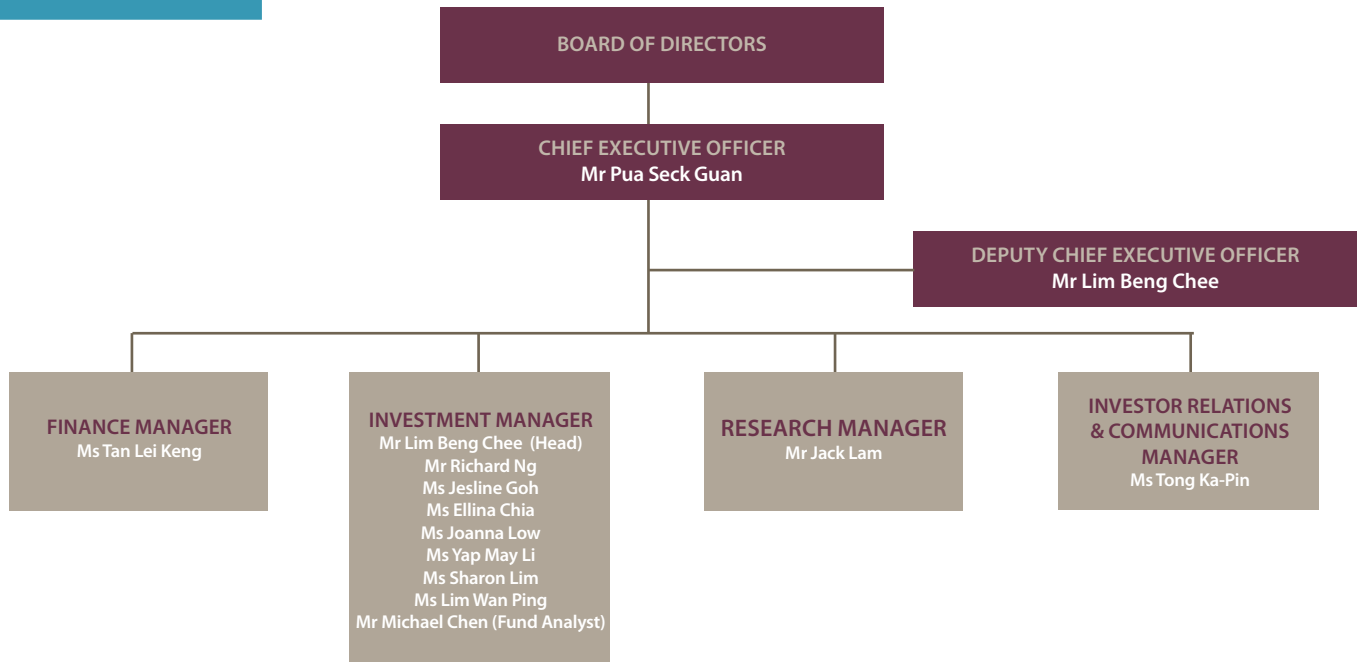 BOARD OF DIRECTORS
CHIEF EXECUTIVE OFFICER
Mr Pua Seck Guan
DEPUTY CHIEF EXECUTIVE OFFICER
Mr Lim Beng Chee
FINANCE MANAGER
Ms Tan Lei Keng
INVESTMENT MANAGER
Mr Lim Beng Chee (Head)
Mr Richard Ng
Ms Jesline Goh
Ms Ellina Chia
Ms Joanna Low
Ms Yap May Li
Ms Sharon Lim
Ms Lim Wan Ping
Mr Michael Chen (Fund Analyst)
RESEARCH MANAGER
Mr Jack Lam
INVESTOR RELATIONS
& COMMUNICATIONS
MANAGER
Ms Tong Ka-Pin